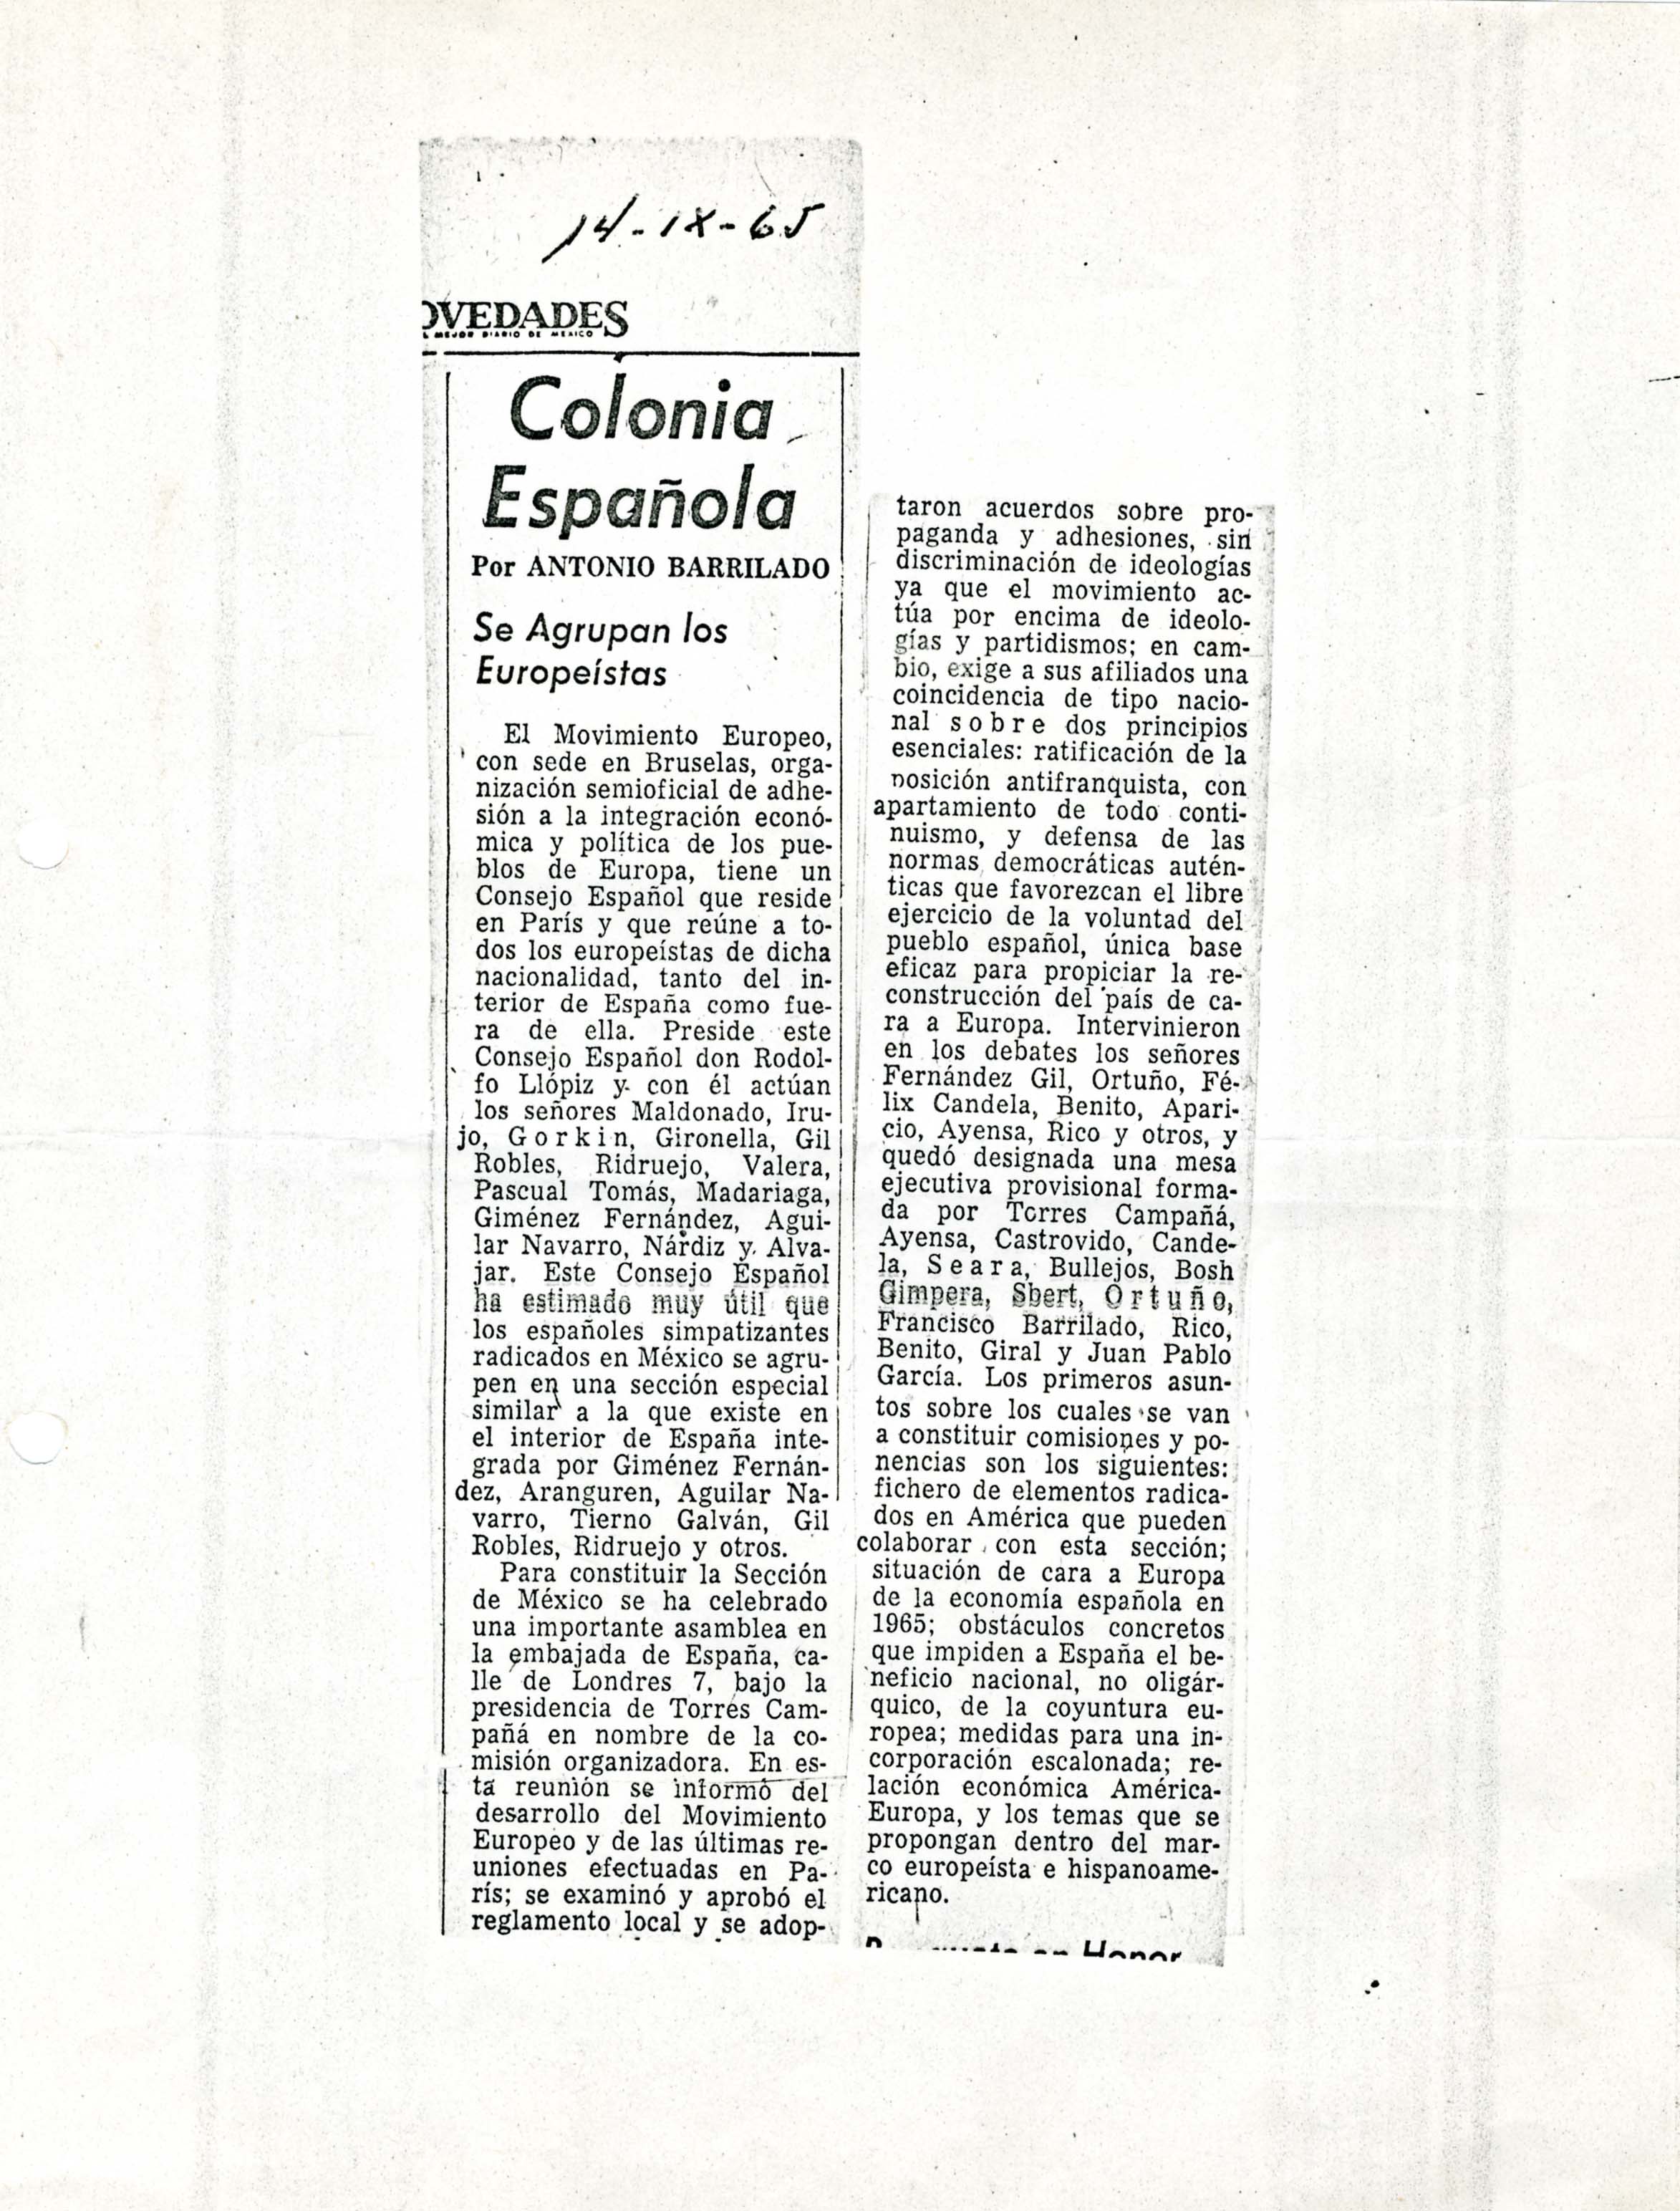 14-IX-65
OVEDADES
EL MEJOR DIARIO DE MEXICO
Colonia
Española
Por ANTONIO BARRILADO
Se Agrupan los
Europeístas
El Movimiento Europeo,
con sede en Bruselas, orga-
nización semioficial de adhe-
sión a la integración econó-
mica y política de los pue-
blos de Europa, tiene un
Consejo Español que reside
en París y que reúne a to-
dos los europeístas de dicha
nacionalidad, tanto del in-
terior de España como fue-
ra de ella. Preside este
Consejo Español don Rodol-
fo Llópiz y con él actúan
los señores Maldonado, Iru-
jo, Gorkin, Gironella, Gil
Robles, Ridruejo, Valera,
Pascual Tomás, Madariaga,
Giménez Fernández, Agui-
lar Navarro, Nárdiz y Alva-
jar. Este Consejo Español
ha estimado muy útil que
los españoles simpatizantes
radicados en México se agru-
pen en una sección especial
similar a la que existe en
el interior de España inte-
grada por Giménez Fernán-
dez, Aranguren, Aguilar Na-
varro, Tierno Galván, Gil
Robles, Ridruejo y otros.
Para constituir la Sección
de México se ha celebrado
una importante asamblea en
la embajada de España, ca-
lle de Londres 7, bajo la
presidencia de Torres Cam-
pañá en nombre de la co-
misión organizadora. En es-
ta reunión se informó del
desarrollo del Movimiento
Europeo y de las últimas re-
uniones efectuadas en Pa-
rís; se examinó y aprobó el
reglamento local y se adop-
taron acuerdos sobre pro-
paganda y adhesiones, sin
discriminación de ideologías
ya que el movimiento ac-
túa por encima de ideolo-
gías y partidismos; en cam-
bio, exige a sus afiliados una
coincidencia de tipo nacio-
nal sobre dos principios
esenciales: ratificación de la
posición antifranquista, con
apartamiento de todo conti-
nuismo, y defensa de las
normas democráticas autén-
ticas que favorezcan el libre
ejercicio de la voluntad del
pueblo español, única base
eficaz para propiciar la re-
construcción del país de ca-
ra a Europa. Intervinieron
en los debates los señores
Fernández Gil, Ortuño, Fé-
lix Candela, Benito, Apari-
cio, Ayensa, Rico y otros, y
quedó designada una mesa
ejecutiva provisional forma-
da por Torres Campañá,
Ayensa, Castrovido, Cande-
la, Seara, Bullejos, Bosh
Gimpera, Sbert, Ortuño,
Francisco Barrilado, Rico,
Benito, Giral y Juan Pablo
García. Los primeros asun-
tos sobre los cuales se van
a constituir comisiones y po-
nencias son los siguientes:
fichero de elementos radica-
dos en América que pueden
colaborar con esta sección;
situación de cara a Europa
de la economía española en
1965; obstáculos concretos
que impiden a España el be-
neficio nacional, no oligár-
quico, de la coyuntura eu-
ropea; medidas para una in-
corporación escalonada; re-
lación económica América-
Europa, y los temas que se
propongan dentro del mar-
co europeísta e hispanoame-
ricano.
en Honor